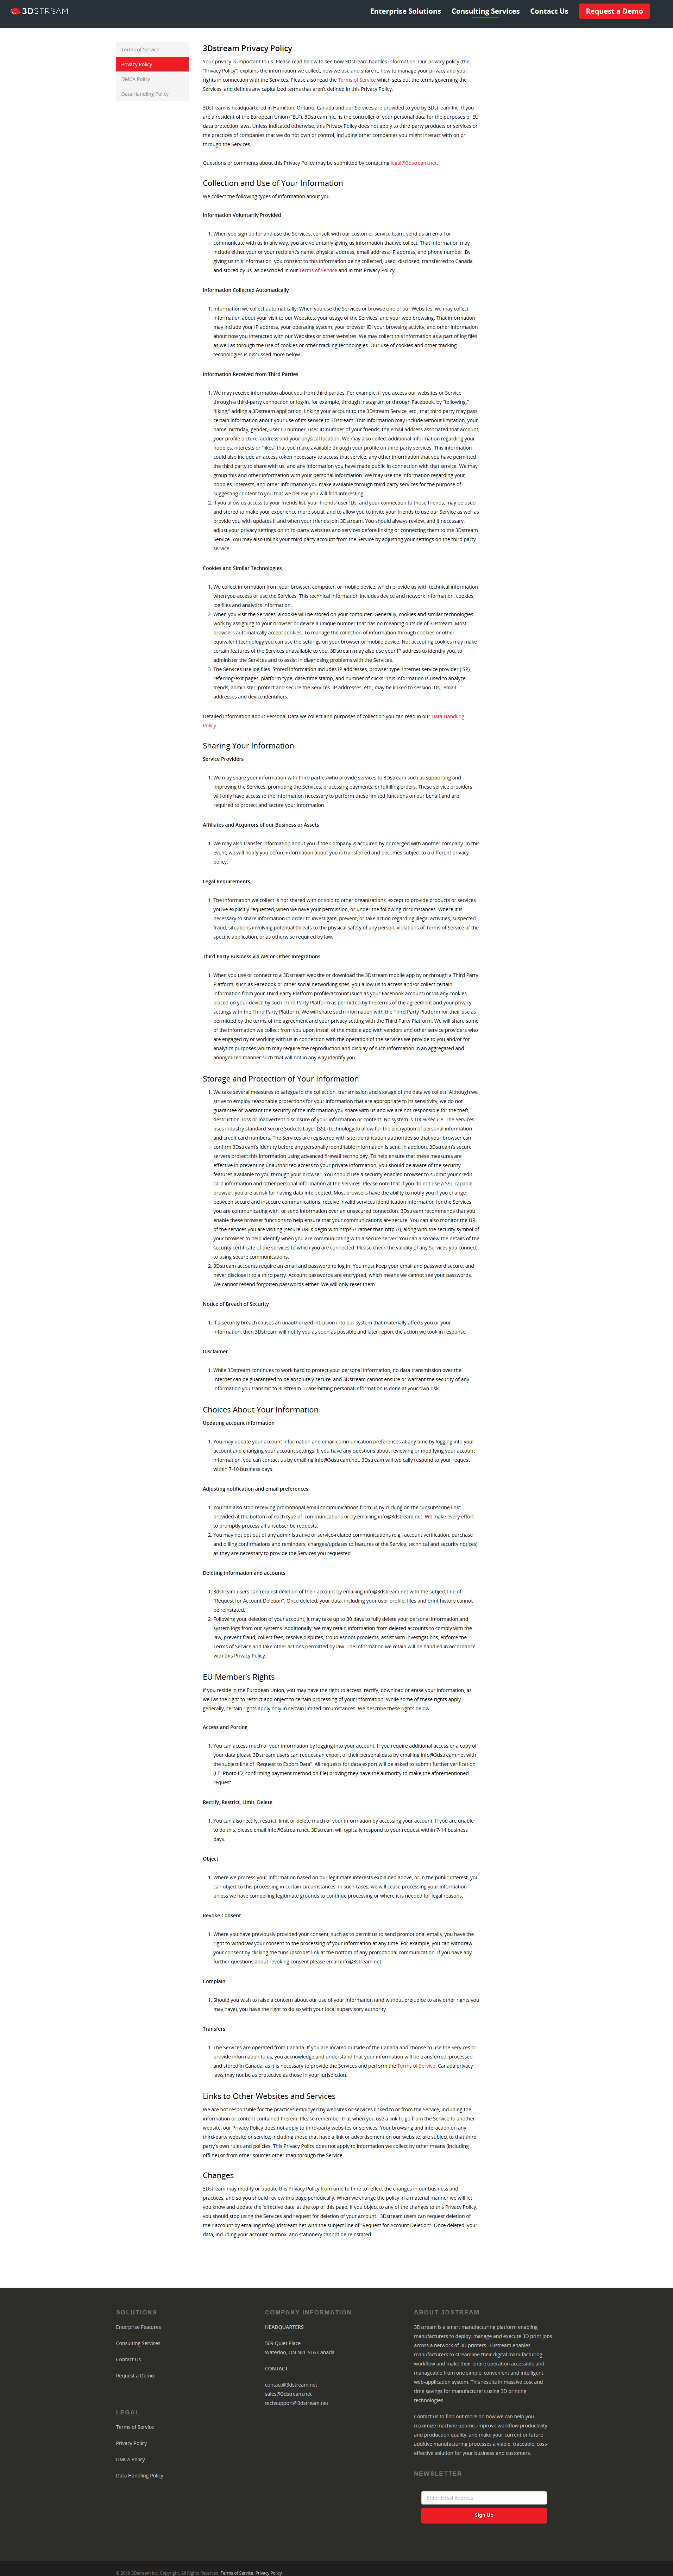 3DSTREAM
Enterprise Solutions
Consulting Services
Contact Us
Request a Demo
Terms of Service
Privacy Policy
DMCA Policy
Data Handling Policy
3Dstream Privacy Policy
Your privacy is important to us. Please read below to see how 3Dstream handles information. Our privacy policy (the
"Privacy Policy") explains the information we collect, how we use and share it, how to manage your privacy and your
rights in connection with the Services. Please also read the Terms of Service which sets out the terms governing the
Services, and defines any capitalized terms that aren't defined in this Privacy Policy.
3Dstream is headquartered in Hamilton, Ontario, Canada and our Services are provided to you by 3Dstream Inc. If you
are a resident of the European Union ("EU"), 3Dstream Inc., is the controller of your personal data for the purposes of EU
data protection laws. Unless indicated otherwise, this Privacy Policy does not apply to third party products or services or
the practices of companies that we do not own or control, including other companies you might interact with on or
through the Services.
Questions or comments about this Privacy Policy may be submitted by contacting legal@3dstream.net.
Collection and Use of Your Information
We collect the following types of information about you:
Information Voluntarily Provided
1. When you sign up for and use the Services, consult with our customer service team, send us an email or
communicate with us in any way, you are voluntarily giving us information that we collect. That information may
include either your or your recipient's name, physical address, email address, IP address, and phone number. By
giving us this information, you consent to this information being collected, used, disclosed, transferred to Canada
and stored by us, as described in our Terms of Service and in this Privacy Policy.
Information Collected Automatically
1. Information we collect automatically. When you use the Services or browse one of our Websites, we may collect
information about your visit to our Websites, your usage of the Services, and your web browsing. That information
may include your IP address, your operating system, your browser ID, your browsing activity, and other information
about how you interacted with our Websites or other websites. We may collect this information as a part of log files
as well as through the use of cookies or other tracking technologies. Our use of cookies and other tracking
technologies is discussed more below.
Information Received from Third Parties
1. We may receive information about you from third parties. For example, if you access our websites or Service
through a third-party connection or log-in, for example, through Instagram or through Facebook, by "following,"
"liking," adding a 3Dstream application, linking your account to the 3Dstream Service, etc., that third party may pass
certain information about your use of its service to 3Dstream. This information may include without limitation, your
name, birthday, gender, user ID number, user ID number of your friends, the email address associated that account,
your profile picture, address and your physical location. We may also collect additional information regarding your
hobbies, interests or "likes" that you make available through your profile on third party services. This information
could also include an access token necessary to access that service, any other information that you have permitted
the third party to share with us, and any information you have made public in connection with that service. We may
group this and other information with your personal information. We may use the information regarding your
hobbies, interests, and other information you make available through third party services for the purpose of
suggesting content to you that we believe you will find interesting.
2. If you allow us access to your friends list, your friends' user IDs, and your connection to those friends, may be used
and stored to make your experience more social, and to allow you to invite your friends to use our Service as well as
provide you with updates if and when your friends join 3Dstream. You should always review, and if necessary,
adjust your privacy settings on third-party websites and services before linking or connecting them to the 3Dstream
Service. You may also unlink your third party account from the Service by adjusting your settings on the third party
service.
Cookies and Similar Technologies
1. We collect information from your browser, computer, or mobile device, which provide us with technical information
when you access or use the Services. This technical information includes device and network information, cookies,
log files and analytics information.
2. When you visit the Services, a cookie will be stored on your computer. Generally, cookies and similar technologies
work by assigning to your browser or device a unique number that has no meaning outside of 3Dstream. Most
browsers automatically accept cookies. To manage the collection of information through cookies or other
equivalent technology you can use the settings on your browser or mobile device. Not accepting cookies may make
certain features of the Services unavailable to you. 3Dstream may also use your IP address to identify you, to
administer the Services and to assist in diagnosing problems with the Services.
3. The Services use log files. Stored information includes IP addresses, browser type, internet service provider (ISP),
referring/exit pages, platform type, date/time stamp, and number of clicks. This information is used to analyze
trends, administer, protect and secure the Services. IP addresses, etc., may be linked to session IDs, email
addresses and device identifiers.
Detailed information about Personal Data we collect and purposes of collection you can read in our Data Handling
Policy.
Sharing Your Information
Service Providers
1. We may share your information with third parties who provide services to 3Dstream such as supporting and
improving the Services, promoting the Services, processing payments, or fulfilling orders. These service providers
will only have access to the information necessary to perform these limited functions on our behalf and are
required to protect and secure your information.
Affiliates and Acquirors of our Business or Assets
1. We may also transfer information about you if the Company is acquired by or merged with another company. In this
event, we will notify you before information about you is transferred and becomes subject to a different privacy
policy.
Legal Requirements
1. The information we collect is not shared with or sold to other organizations, except to provide products or services
you've explicitly requested, when we have your permission, or under the following circumstances: Where it is
necessary to share information in order to investigate, prevent, or take action regarding illegal activities, suspected
fraud, situations involving potential threats to the physical safety of any person, violations of Terms of Service of the
specific application, or as otherwise required by law.
Third Party Business via API or Other Integrations
1. When you use or connect to a 3Dstream website or download the 3Dstream mobile app by or through a Third Party
Platform, such as Facebook or other social networking sites, you allow us to access and/or collect certain
information from your Third Party Platform profile/account (such as your Facebook account) or via any cookies
placed on your device by such Third Party Platform as permitted by the terms of the agreement and your privacy
settings with the Third Party Platform. We will share such information with the Third Party Platform for their use as
permitted by the terms of the agreement and your privacy setting with the Third Party Platform. We will share some
of the information we collect from you upon install of the mobile app with vendors and other service providers who
are engaged by or working with us in connection with the operation of the services we provide to you and/or for
analytics purposes which may require the reproduction and display of such information in an aggregated and
anonymized manner such that will not in any way identify you.
Storage and Protection of Your Information
1. We take several measures to safeguard the collection, transmission and storage of the data we collect. Although we
strive to employ reasonable protections for your information that are appropriate to its sensitivity, we do not
guarantee or warrant the security of the information you share with us and we are not responsible for the theft,
destruction, loss or inadvertent disclosure of your information or content. No system is 100% secure. The Services
uses industry standard Secure Sockets Layer (SSL) technology to allow for the encryption of personal information
and credit card numbers. The Services are registered with site identification authorities so that your browser can
confirm 3Dstream's identity before any personally identifiable information is sent. In addition, 3Dstream's secure
servers protect this information using advanced firewall technology. To help ensure that these measures are
effective in preventing unauthorized access to your private information, you should be aware of the security
features available to you through your browser. You should use a security-enabled browser to submit your credit
card information and other personal information at the Services. Please note that if you do not use a SSL-capable
browser, you are at risk for having data intercepted. Most browsers have the ability to notify you if you change
between secure and insecure communications, receive invalid services identification information for the Services
you are communicating with, or send information over an unsecured connection. 3Dstream recommends that you
enable these browser functions to help ensure that your communications are secure. You can also monitor the URL
of the services you are visiting (secure URLs begin with https:// rather than http://), along with the security symbol of
your browser to help identify when you are communicating with a secure server. You can also view the details of the
security certificate of the services to which you are connected. Please check the validity of any Services you connect
to using secure communications.
2. 3Dstream accounts require an email and password to log in. You must keep your email and password secure, and
never disclose it to a third party. Account passwords are encrypted, which means we cannot see your passwords.
We cannot resend forgotten passwords either. We will only reset them.
Notice of Breach of Security
1. If a security breach causes an unauthorized intrusion into our system that materially affects you or your
information, then 3Dstream will notify you as soon as possible and later report the action we took in response.
Disclaimer
1. While 3Dstream continues to work hard to protect your personal information, no data transmission over the
Internet can be guaranteed to be absolutely secure, and 3Dstream cannot ensure or warrant the security of any
information you transmit to 3Dstream. Transmitting personal information is done at your own risk.
Choices About Your Information
Updating account information
1. You may update your account information and email-communication preferences at any time by logging into your
account and changing your account settings. If you have any questions about reviewing or modifying your account
information, you can contact us by emailing info@3dstream.net. 3Dstream will typically respond to your request
within 7-10 business days.
Adjusting notification and email preferences
1. You can also stop receiving promotional email communications from us by clicking on the "unsubscribe link"
provided at the bottom of each type of communications or by emailing info@3dstream.net. We make every effort
to promptly process all unsubscribe requests.
2. You may not opt out of any administrative or service-related communications (e.g., account verification, purchase
and billing confirmations and reminders, changes/updates to features of the Service, technical and security notices),
as they are necessary to provide the Services you requested.
Deleting information and accounts
1. 3dstream users can request deletion of their account by emailing info@3dstream.net with the subject line of
"Request for Account Deletion". Once deleted, your data, including your user profile, files and print history cannot
be reinstated.
2. Following your deletion of your account, it may take up to 30 days to fully delete your personal information and
system logs from our systems. Additionally, we may retain information from deleted accounts to comply with the
law, prevent fraud, collect fees, resolve disputes, troubleshoot problems, assist with investigations, enforce the
Terms of Service and take other actions permitted by law. The information we retain will be handled in accordance
with this Privacy Policy.
EU Member's Rights
If you reside in the European Union, you may have the right to access, rectify, download or erase your information, as
well as the right to restrict and object to certain processing of your information. While some of these rights apply
generally, certain rights apply only in certain limited circumstances. We describe these rights below:
Access and Porting
1. You can access much of your information by logging into your account. If you require additional access or a copy of
your data please 3Dstream users can request an export of their personal data by emailing info@3dstream.net with
the subject line of "Request to Export Data". All requests for data export will be asked to submit further verification
(I.E. Photo ID, confirming payment method on file) proving they have the authority to make the aforementioned
request.
Rectify, Restrict, Limit, Delete
1. You can also rectify, restrict, limit or delete much of your information by accessing your account. If you are unable
to do this, please email info@3stream.net, 3Dstream will typically respond to your request within 7-14 business
days.
Object
1. Where we process your information based on our legitimate interests explained above, or in the public interest, you
can object to this processing in certain circumstances. In such cases, we will cease processing your information
unless we have compelling legitimate grounds to continue processing or where it is needed for legal reasons.
Revoke Consent
1. Where you have previously provided your consent, such as to permit us to send promotional emails, you have the
right to withdraw your consent to the processing of your information at any time. For example, you can withdraw
your consent by clicking the "unsubscribe" link at the bottom of any promotional communication. If you have any
further questions about revoking consent please email info@3stream.net.
Complain
1. Should you wish to raise a concern about our use of your information (and without prejudice to any other rights you
may have), you have the right to do so with your local supervisory authority.
Transfers
1. The Services are operated from Canada. If you are located outside of the Canada and choose to use the Services or
provide information to us, you acknowledge and understand that your information will be transferred, processed
and stored in Canada, as it is necessary to provide the Services and perform the Terms of Service. Canada privacy
laws may not be as protective as those in your jurisdiction.
Links to Other Websites and Services
We are not responsible for the practices employed by websites or services linked to or from the Service, including the
information or content contained therein. Please remember that when you use a link to go from the Service to another
website, our Privacy Policy does not apply to third-party websites or services. Your browsing and interaction on any
third-party website or service, including those that have a link or advertisement on our website, are subject to that third
party's own rules and policies. This Privacy Policy does not apply to information we collect by other means (including
offline) or from other sources other than through the Service.
Changes
3Dstream may modify or update this Privacy Policy from time to time to reflect the changes in our business and
practices, and so you should review this page periodically. When we change the policy in a material manner we will let
you know and update the 'effective date' at the top of this page. If you object to any of the changes to this Privacy Policy,
you should stop using the Services and request for deletion of your account. 3Dstream users can request deletion of
their account by emailing info@3dstream.net with the subject line of "Request for Account Deletion". Once deleted, your
data, including your account, outbox, and stationery cannot be reinstated.
SOLUTIONS
Enterprise Features
Consulting Services
Contact Us
Request a Demo
LEGAL
Terms of Service
Privacy Policy
DMCA Policy
Data Handling Policy
COMPANY INFORMATION
HEADQUARTERS
509 Quiet Place
Waterloo, ON N2L 5L6 Canada
CONTACT
contact@3dstream.net
sales@3dstream.net
techsupport@3dstream.net
ABOUT 3DSTREAM
3Dstream is a smart manufacturing platform enabling
manufacturers to deploy, manage and execute 3D print jobs
across a network of 3D printers. 3Dstream enables
manufacturers to streamline their digital manufacturing
workflow and make their entire operation accessible and
manageable from one simple, convenient and intelligent
web-application system. This results in massive cost and
time savings for manufacturers using 3D printing
technologies.
Contact us to find out more on how we can help you
maximize machine uptime, improve workflow productivity
and production quality, and make your current or future
additive manufacturing processes a viable, traceable, cost-
effective solution for your business and customers.
NEWSLETTER
Enter Email Address
Sign Up
© 2019 3Dstream Inc. Copyright. All Rights Reserved. Terms of Service. Privacy Policy